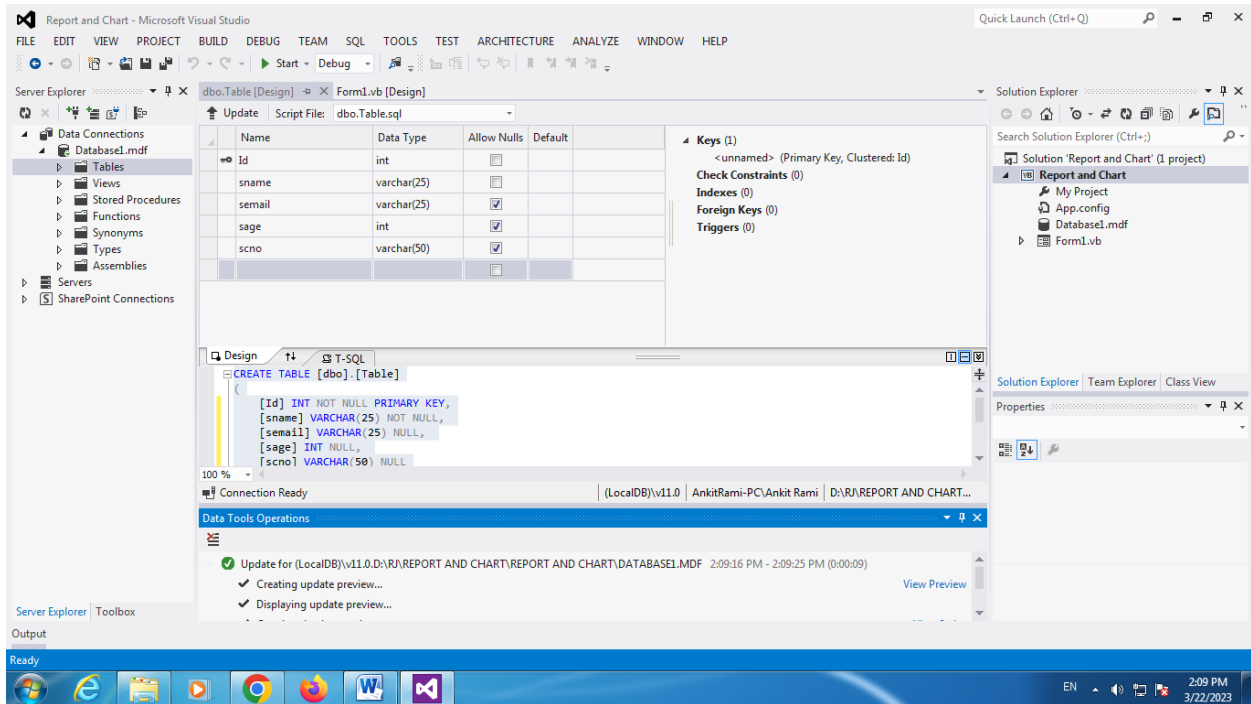 Report and Chart - Microsoft Visual Studio
Quick Launch (Ctrl+Q)
FILE EDIT VIEW PROJECT BUILD DEBUG TEAM SQL TOOLS TEST ARCHITECTURE ANALYZE WINDOW HELP
Start Debug
Server Explorer
Data Connections
Database1.mdf
Tables
Views
Stored Procedures
Functions
Synonyms
Types
Assemblies
Servers
SharePoint Connections
Server Explorer Toolbox
dbo.Table [Design] Form1.vb [Design]
Update Script File: dbo.Table.sql
Name Data Type Allow Nulls Default
Id int
sname varchar(25)
semail varchar(25)
sage int
scno varchar(50)
Keys (1)
<unnamed> (Primary Key, Clustered: Id)
Check Constraints (0)
Indexes (0)
Foreign Keys (0)
Triggers (0)
Design T-SQL
CREATE TABLE [dbo].[Table]
(
[Id] INT NOT NULL PRIMARY KEY,
[sname] VARCHAR(25) NOT NULL,
[semail] VARCHAR(25) NULL,
[sage] INT NULL,
[scno] VARCHAR(50) NULL
100 %
Connection Ready (LocalDB)\v11.0 AnkitRami-PC\Ankit Rami D:\RJ\REPORT AND CHART...
Data Tools Operations
Update for (LocalDB)\v11.0.D:\RJ\REPORT AND CHART\REPORT AND CHART\DATABASE1.MDF 2:09:16 PM - 2:09:25 PM (0:00:09)
Creating update preview... View Preview
Displaying update preview...
Solution Explorer
Search Solution Explorer (Ctrl+;)
Solution 'Report and Chart' (1 project)
VB Report and Chart
My Project
App.config
Database1.mdf
Form1.vb
Solution Explorer Team Explorer Class View
Properties
Output
Ready
EN
2:09 PM
3/22/2023